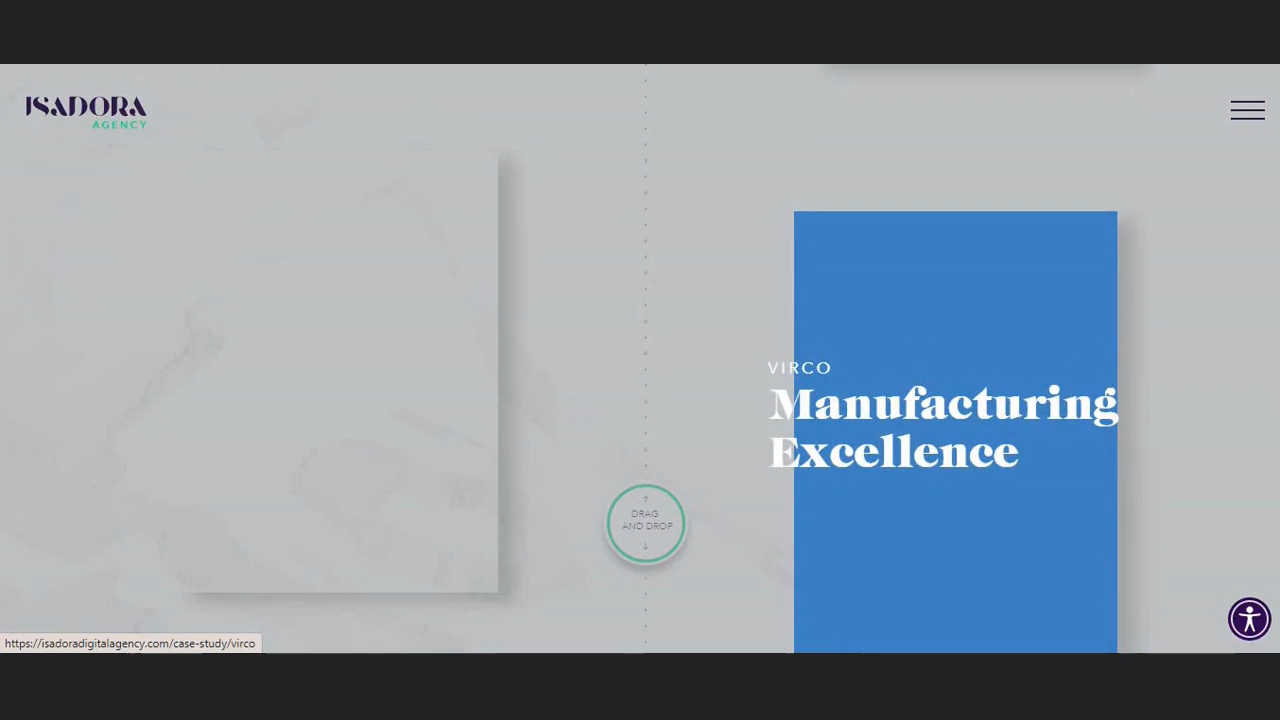 ISADORA
AGENCY
VIRCO
Manufacturing
Excellence
DRAG
AND DROP
https://isadoradigitalagency.com/case-study/virco